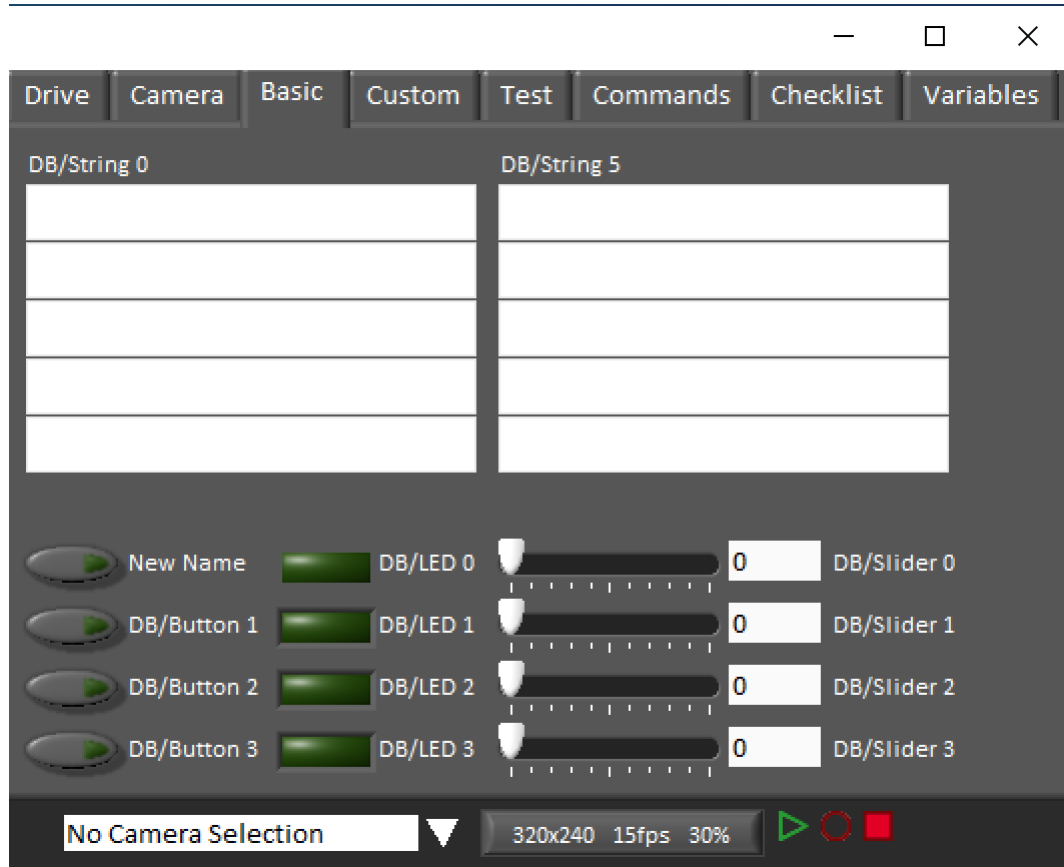 Drive Camera Basic Custom Test Commands Checklist Variables
DB/String 0 DB/String 5
New Name DB/LED 0 0 DB/Slider 0
DB/Button 1 DB/LED 1 0 DB/Slider 1
DB/Button 2 DB/LED 2 0 DB/Slider 2
DB/Button 3 DB/LED 3 0 DB/Slider 3
No Camera Selection 320x240 15fps 30%